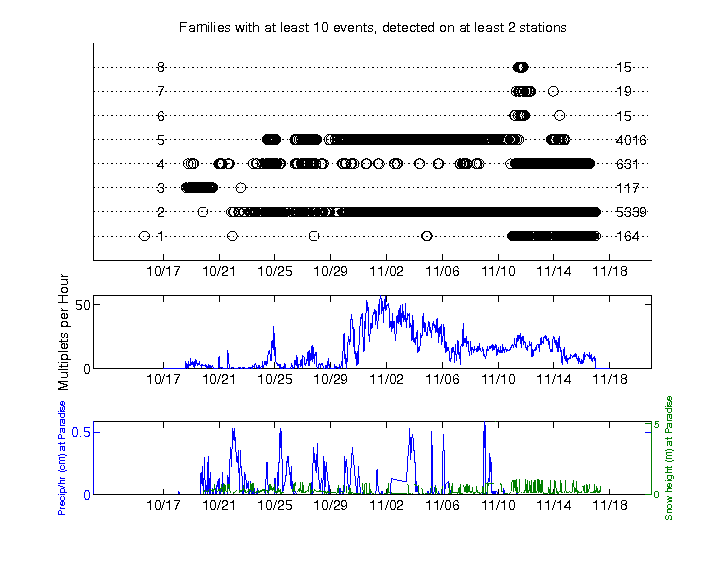 Families with at least 10 events, detected on at least 2 stations
8 15
7 19
6 15
5 4016
4 631
3 117
2 5339
1 164
10/17 10/21 10/25 10/29 11/02 11/06 11/10 11/14 11/18
Multiplets per Hour
50
0
10/17 10/21 10/25 10/29 11/02 11/06 11/10 11/14 11/18
Precip/hr (cm) at Paradise
0.5
0
5
0
Snow height (m) at Paradise
10/17 10/21 10/25 10/29 11/02 11/06 11/10 11/14 11/18